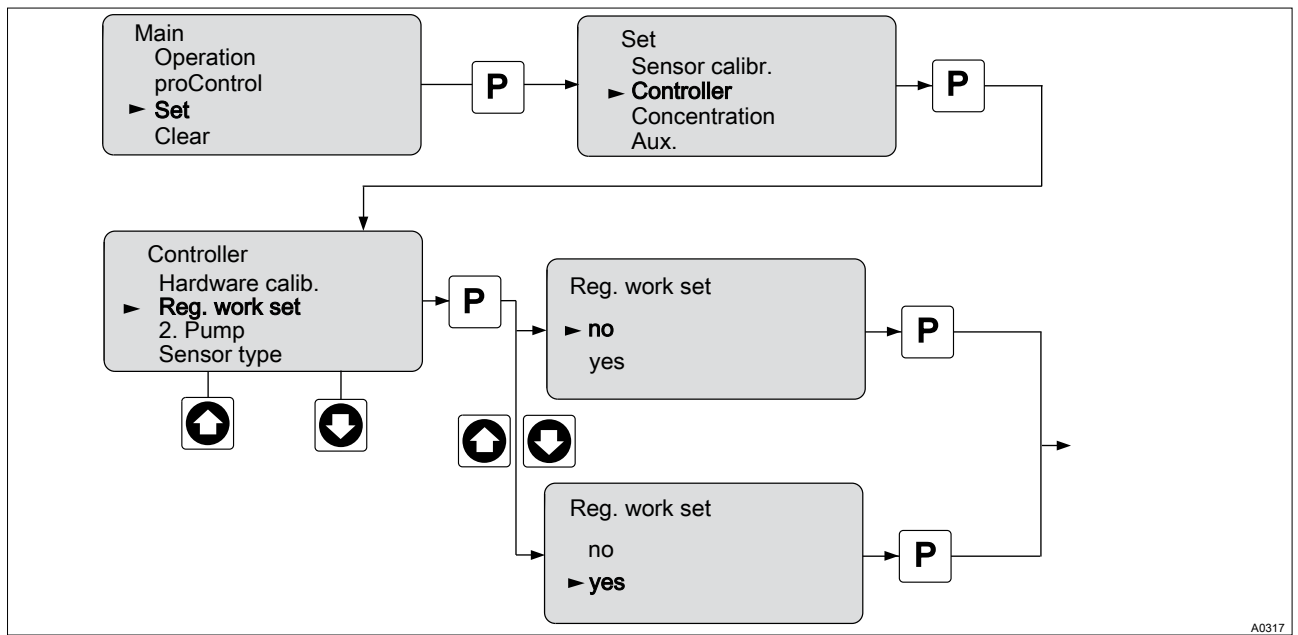 Main
Operation
proControl
► Set
Clear
P
Set
Sensor calibr.
► Controller
Concentration
Aux.
P
Controller
Hardware calib.
► Reg. work set
2. Pump
Sensor type
P
Reg. work set
► no
yes
P
Reg. work set
no
► yes
P
A0317